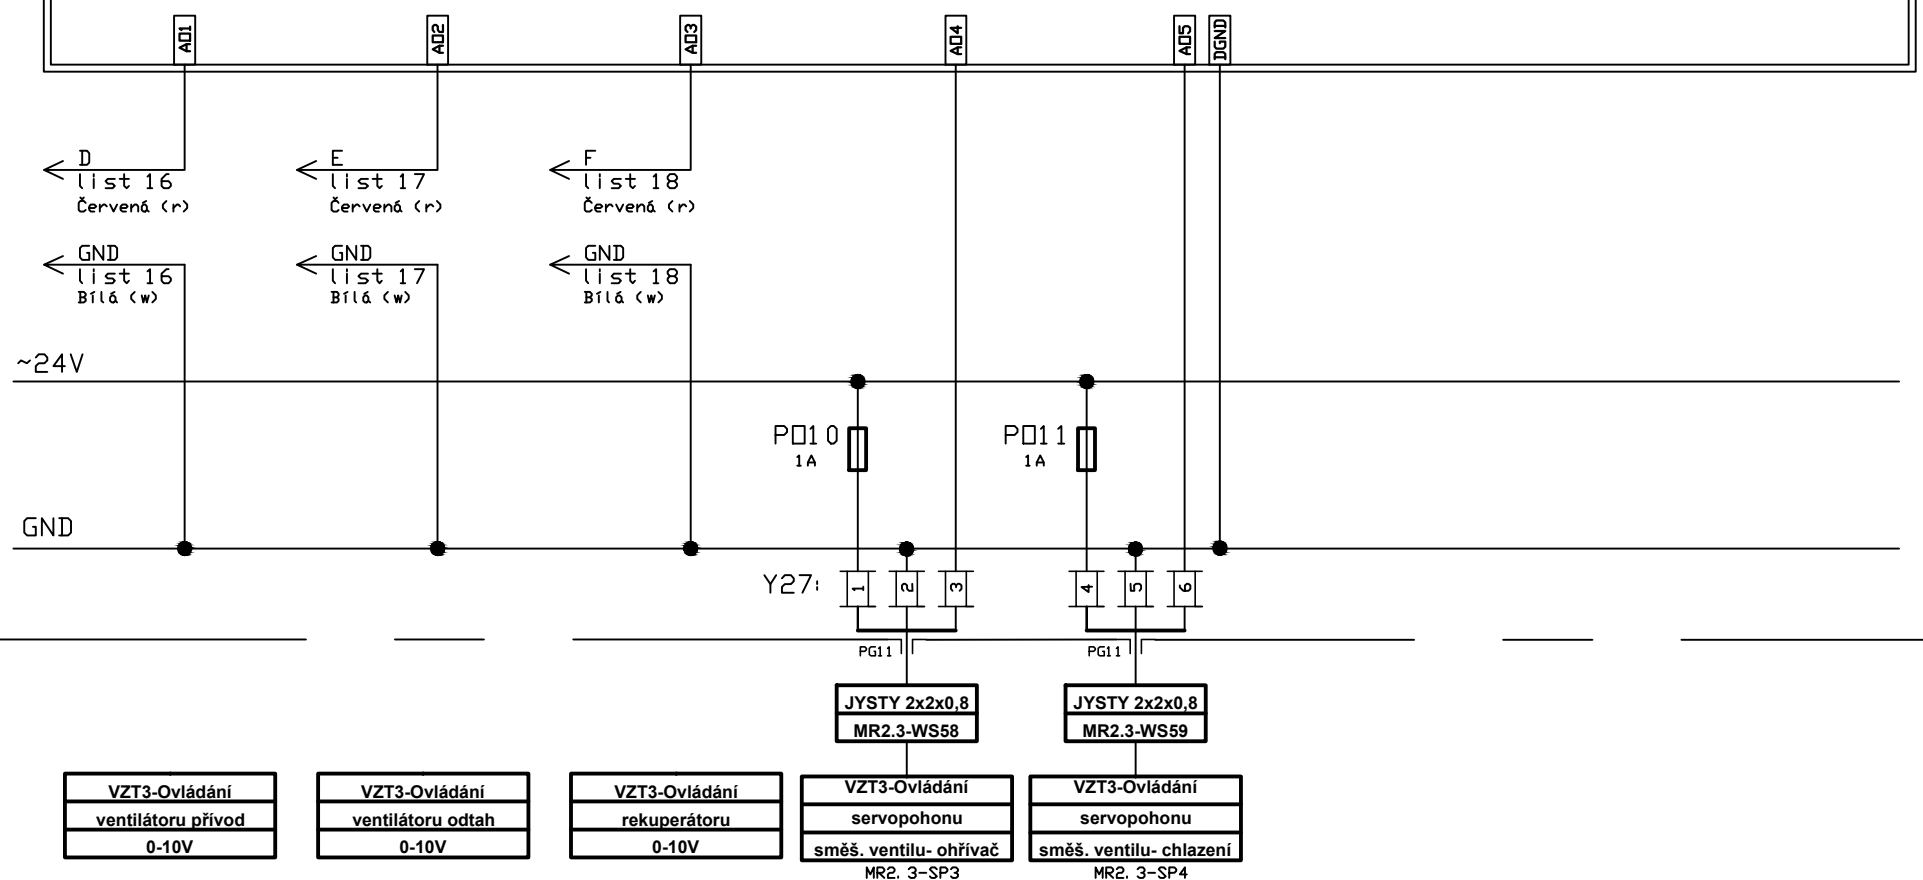 AO1
AO2
AO3
AO4
AO5
DGND
D
list 16
Červená (r)
E
list 17
Červená (r)
F
list 18
Červená (r)
GND
list 16
Bílá (w)
GND
list 17
Bílá (w)
GND
list 18
Bílá (w)
~24V
PO10
1A
PO11
1A
GND
Y27:
1
2
3
4
5
6
PG11
PG11
JYSTY 2x2x0,8
MR2.3-WS58
JYSTY 2x2x0,8
MR2.3-WS59
VZT3-Ovládání
ventilátoru přívod
0-10V
VZT3-Ovládání
ventilátoru odtah
0-10V
VZT3-Ovládání
rekuperátoru
0-10V
VZT3-Ovládání
servopohonu
směš. ventilu- ohřívač
MR2. 3-SP3
VZT3-Ovládání
servopohonu
směš. ventilu- chlazení
MR2. 3-SP4